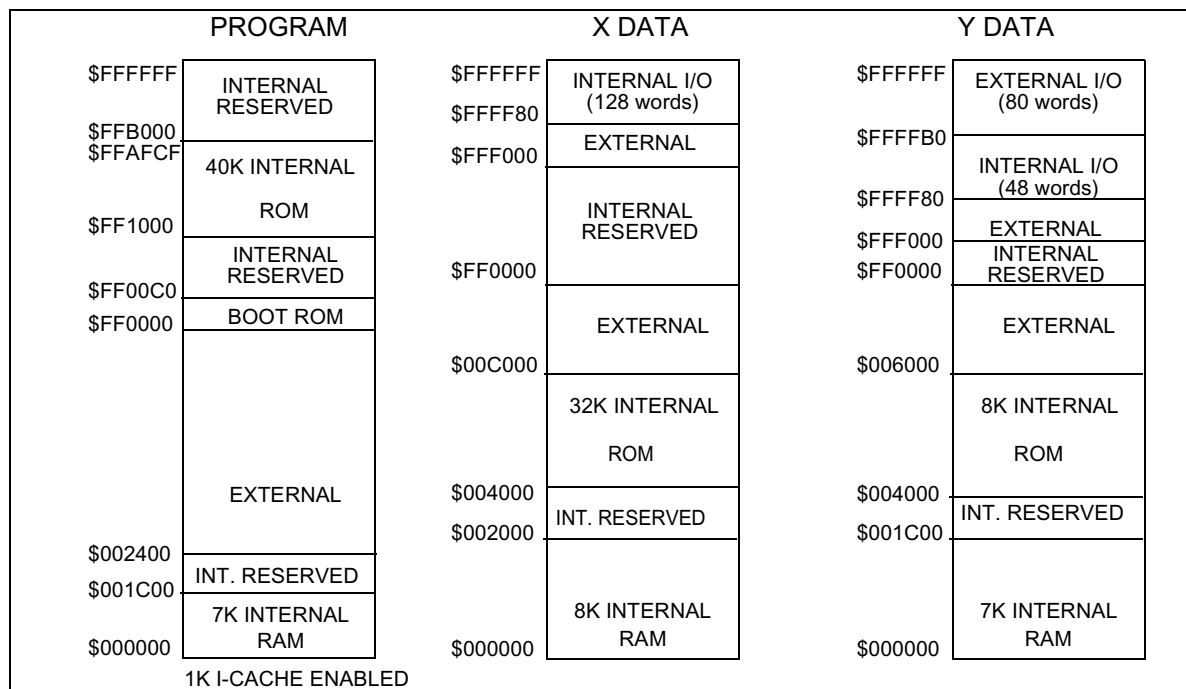 PROGRAM
$FFFFFF
INTERNAL
RESERVED
$FFB000
$FFAFCF
40K INTERNAL
ROM
$FF1000
INTERNAL
RESERVED
$FF00C0
BOOT ROM
$FF0000
EXTERNAL
$002400
INT. RESERVED
$001C00
7K INTERNAL
RAM
$000000
1K I-CACHE ENABLED
X DATA
$FFFFFF
INTERNAL I/O
(128 words)
$FFFF80
EXTERNAL
$FFF000
INTERNAL
RESERVED
$FF0000
EXTERNAL
$00C000
32K INTERNAL
ROM
$004000
INT. RESERVED
$002000
8K INTERNAL
RAM
$000000
Y DATA
$FFFFFF
EXTERNAL I/O
(80 words)
$FFFFB0
INTERNAL I/O
(48 words)
$FFFF80
EXTERNAL
$FFF000
INTERNAL
RESERVED
$FF0000
EXTERNAL
$006000
8K INTERNAL
ROM
$004000
INT. RESERVED
$001C00
7K INTERNAL
RAM
$000000